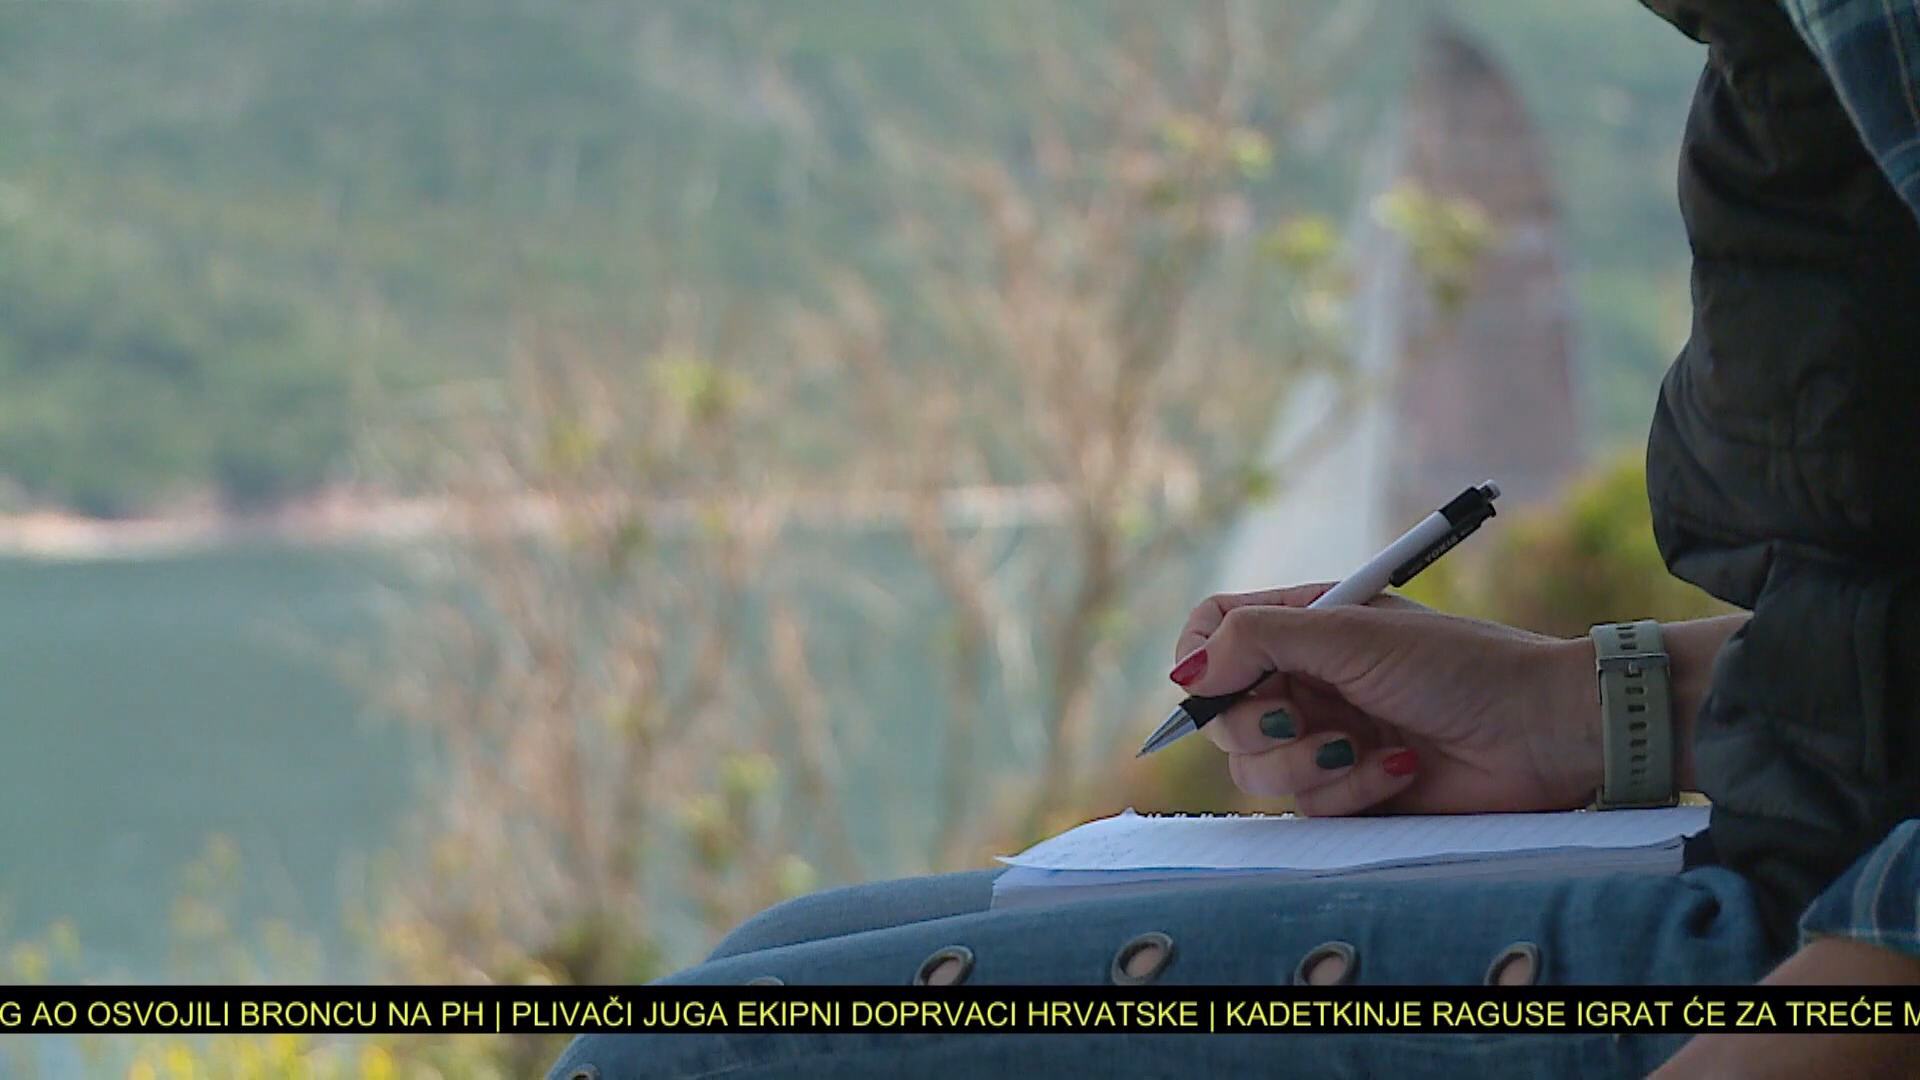 G AO OSVOJILI BRONCU NA PH | PLIVAČI JUGA EKIPNI DOPRVACI HRVATSKE | KADETKINJE RAGUSE IGRAT ĆE ZA TREĆE M